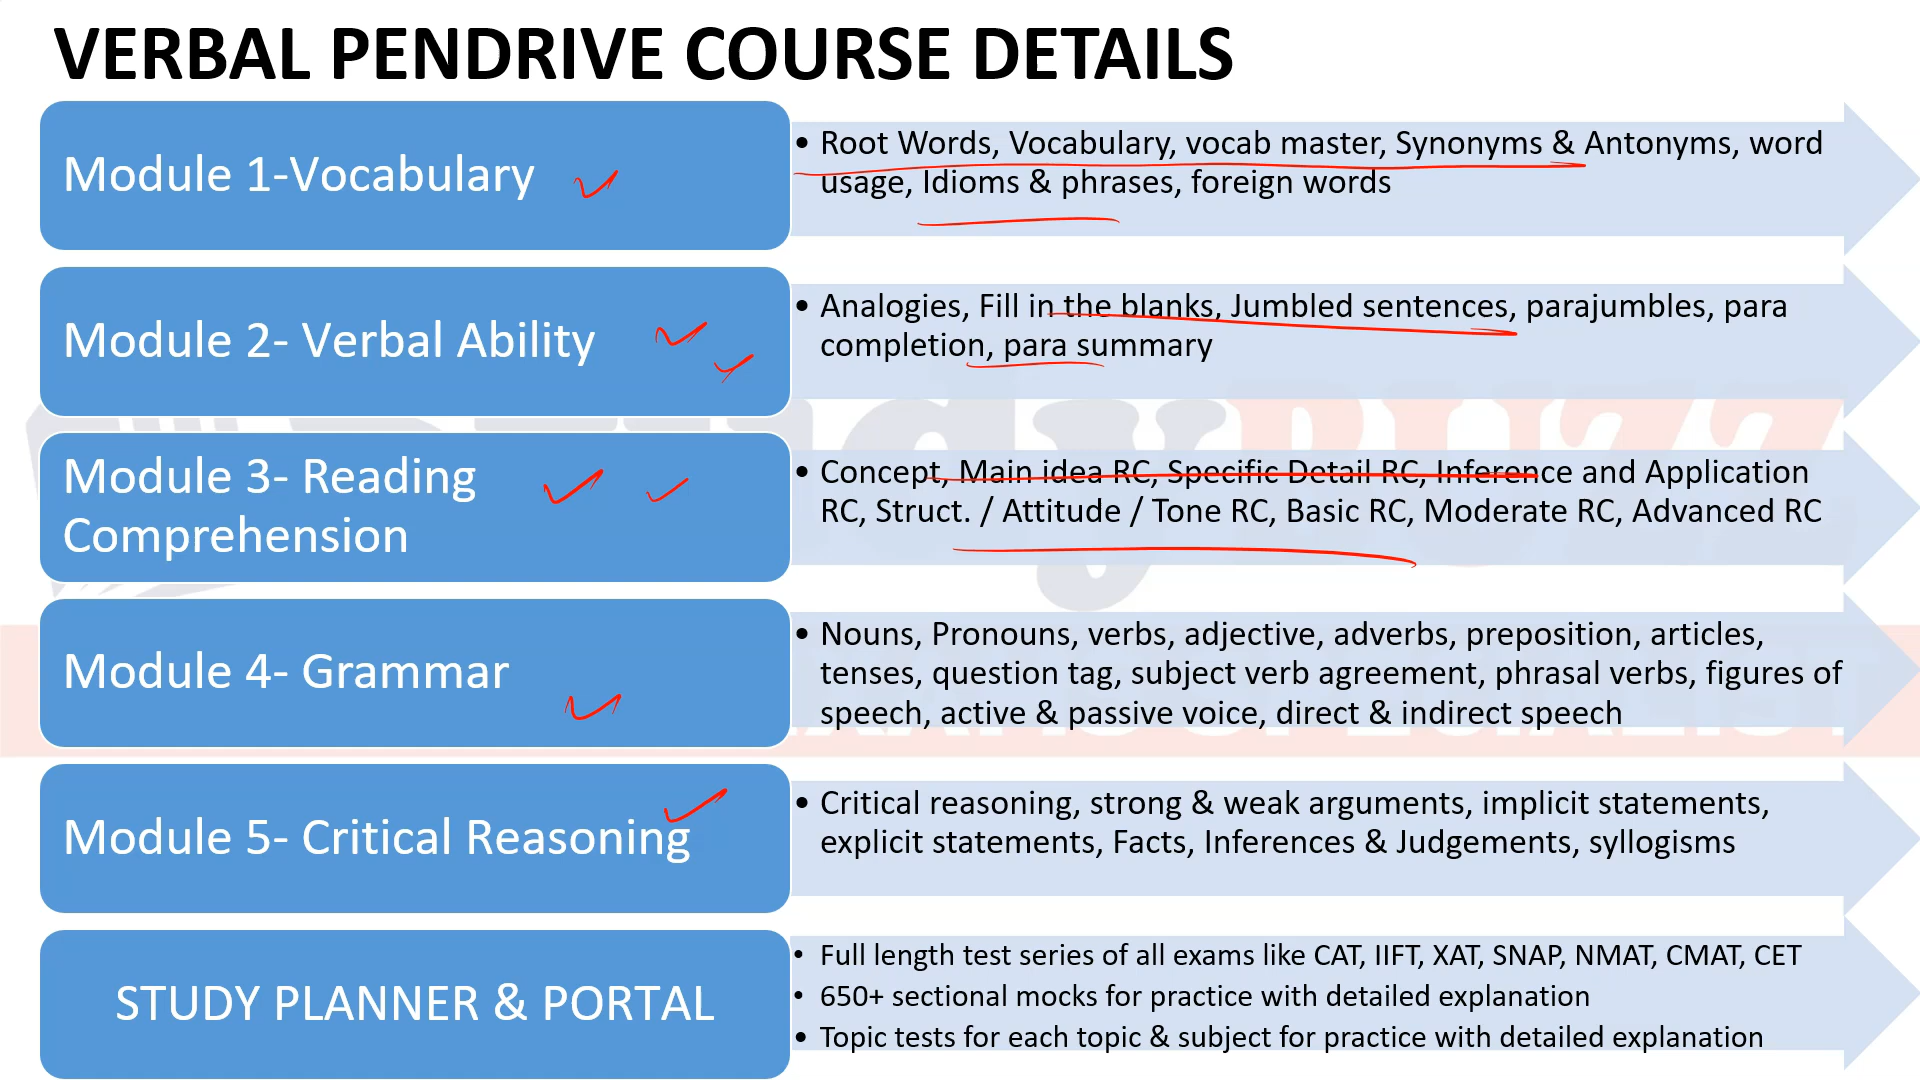 VERBAL PENDRIVE COURSE DETAILS
Module 1-Vocabulary
• Root Words, Vocabulary, vocab master, Synonyms & Antonyms, word
usage, Idioms & phrases, foreign words
Module 2- Verbal Ability
• Analogies, Fill in the blanks, Jumbled sentences, parajumbles, para
completion, para summary
Module 3- Reading
Comprehension
• Concept, Main idea RC, Specific Detail RC, Inference and Application
RC, Struct. / Attitude / Tone RC, Basic RC, Moderate RC, Advanced RC
Module 4- Grammar
• Nouns, Pronouns, verbs, adjective, adverbs, preposition, articles,
tenses, question tag, subject verb agreement, phrasal verbs, figures of
speech, active & passive voice, direct & indirect speech
Module 5- Critical Reasoning
• Critical reasoning, strong & weak arguments, implicit statements,
explicit statements, Facts, Inferences & Judgements, syllogisms
STUDY PLANNER & PORTAL
• Full length test series of all exams like CAT, IIFT, XAT, SNAP, NMAT, CMAT, CET
• 650+ sectional mocks for practice with detailed explanation
• Topic tests for each topic & subject for practice with detailed explanation